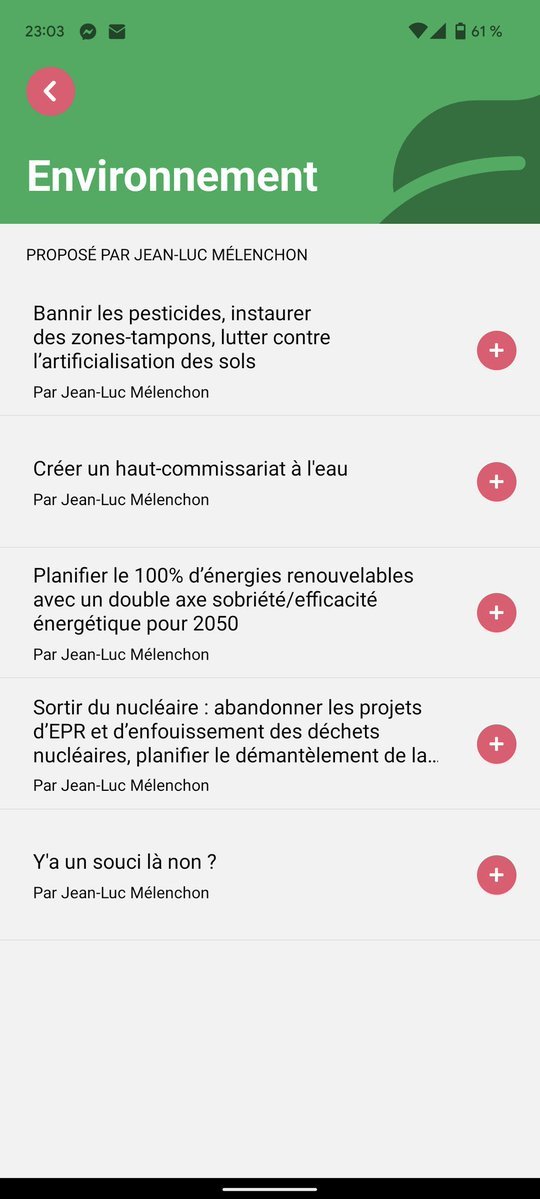 23:03
61 %
Environnement
PROPOSÉ PAR JEAN-LUC MÉLENCHON
Bannir les pesticides, instaurer
des zones-tampons, lutter contre
l’artificialisation des sols
Par Jean-Luc Mélenchon
Créer un haut-commissariat à l'eau
Par Jean-Luc Mélenchon
Planifier le 100% d’énergies renouvelables
avec un double axe sobriété/efficacité
énergétique pour 2050
Par Jean-Luc Mélenchon
Sortir du nucléaire : abandonner les projets
d’EPR et d’enfouissement des déchets
nucléaires, planifier le démantèlement de la…
Par Jean-Luc Mélenchon
Y'a un souci là non ?
Par Jean-Luc Mélenchon